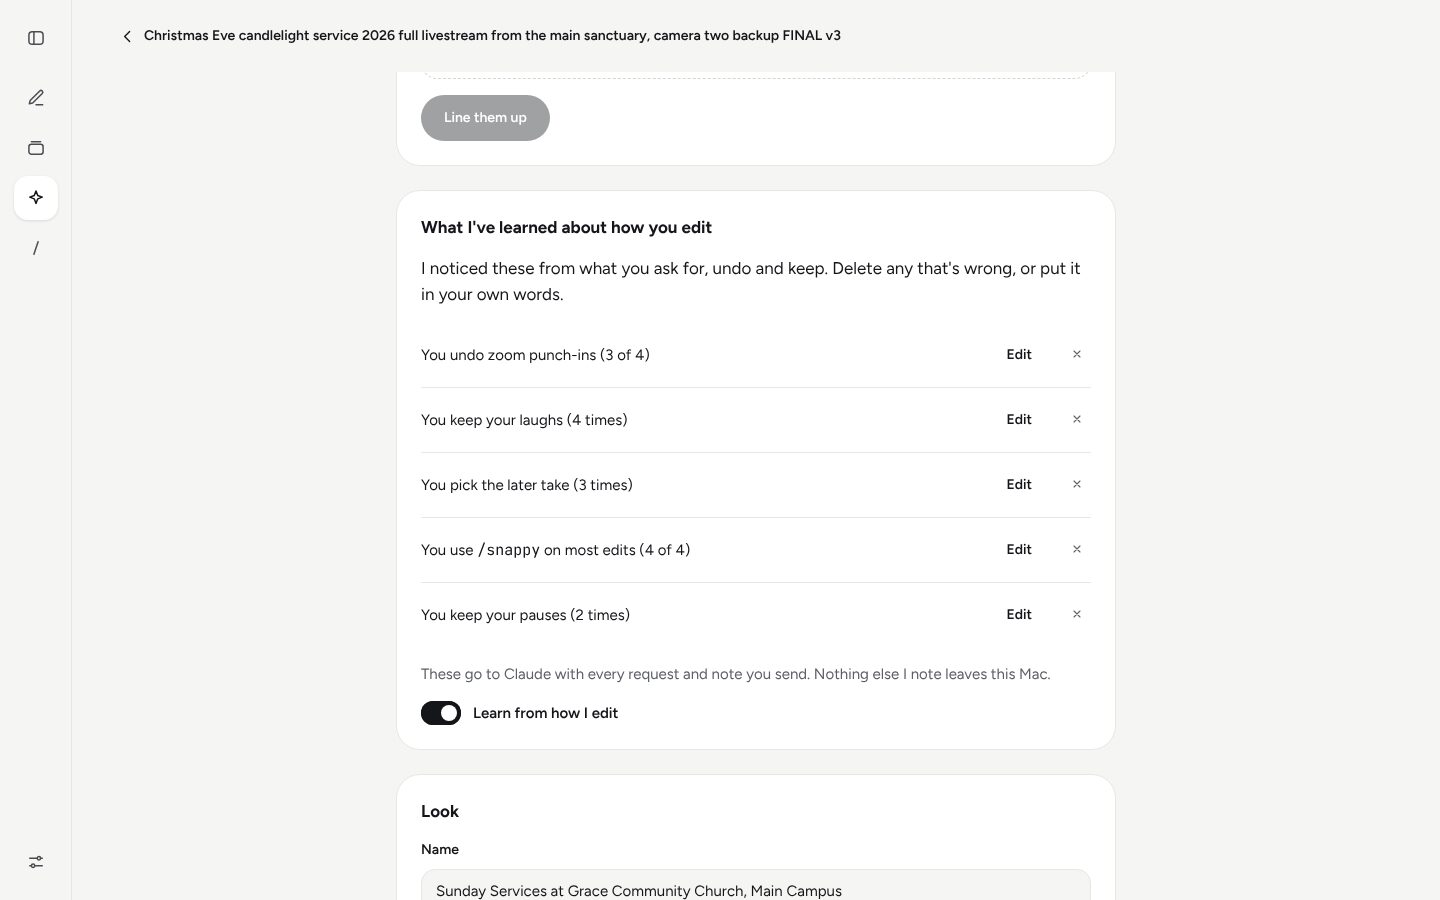 Christmas Eve candlelight service 2026 full livestream from the main sanctuary, camera two backup FINAL v3
Line them up
What I've learned about how you edit
I noticed these from what you ask for, undo and keep. Delete any that's wrong, or put it
in your own words.
You undo zoom punch-ins (3 of 4) Edit ×
You keep your laughs (4 times) Edit ×
You pick the later take (3 times) Edit ×
You use /snappy on most edits (4 of 4) Edit ×
You keep your pauses (2 times) Edit ×
These go to Claude with every request and note you send. Nothing else I note leaves this Mac.
Learn from how I edit
Look
Name
Sunday Services at Grace Community Church, Main Campus